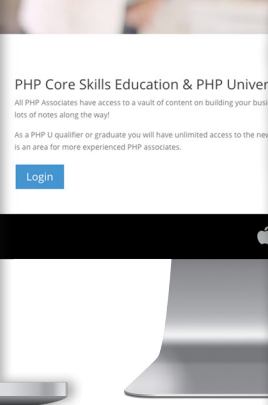 PHP Core Skills Education & PHP Univer
All PHP Associates have access to a vault of content on building your busi
lots of notes along the way!
As a PHP U qualifier or graduate you will have unlimited access to the new
is an area for more experienced PHP associates.
Login